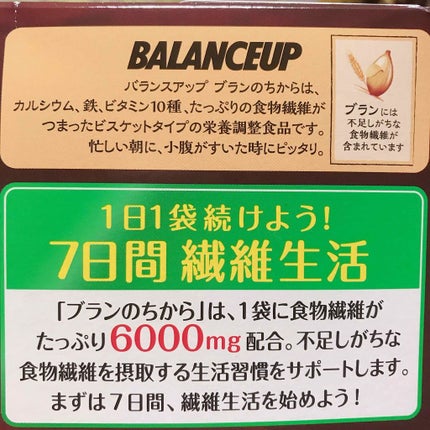 BALANCEUP
バランスアップ ブランのちからは、
カルシウム、鉄、ビタミン10種、たっぷりの食物繊維が
つまったビスケットタイプの栄養調整食品です。
忙しい朝に、小腹がすいた時にピッタリ。
ブランには
不足しがちな
食物繊維が
含まれています
1日1袋続けよう!
7日間 繊維生活
「ブランのちから」は、1袋に食物繊維が
たっぷり6000mg配合。不足しがちな
食物繊維を摂取する生活習慣をサポートします。
まずは7日間、繊維生活を始めよう!